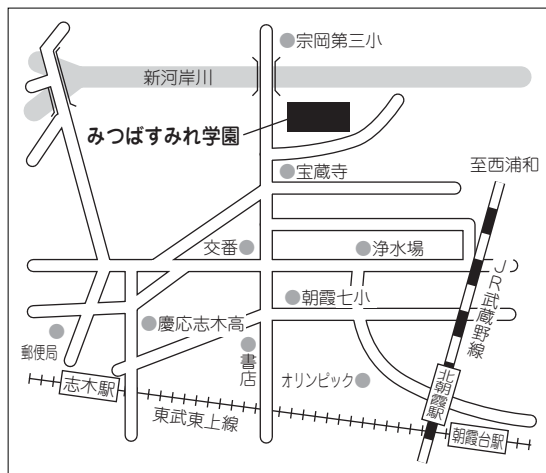 宗岡第三小
新河岸川
みつばすみれ学園
至西浦和
宝蔵寺
交番
浄水場
JR武蔵野線
朝霞七小
慶応志木高
郵便局
書店
オリンピック
志木駅
北朝霞駅
東武東上線
朝霞台駅